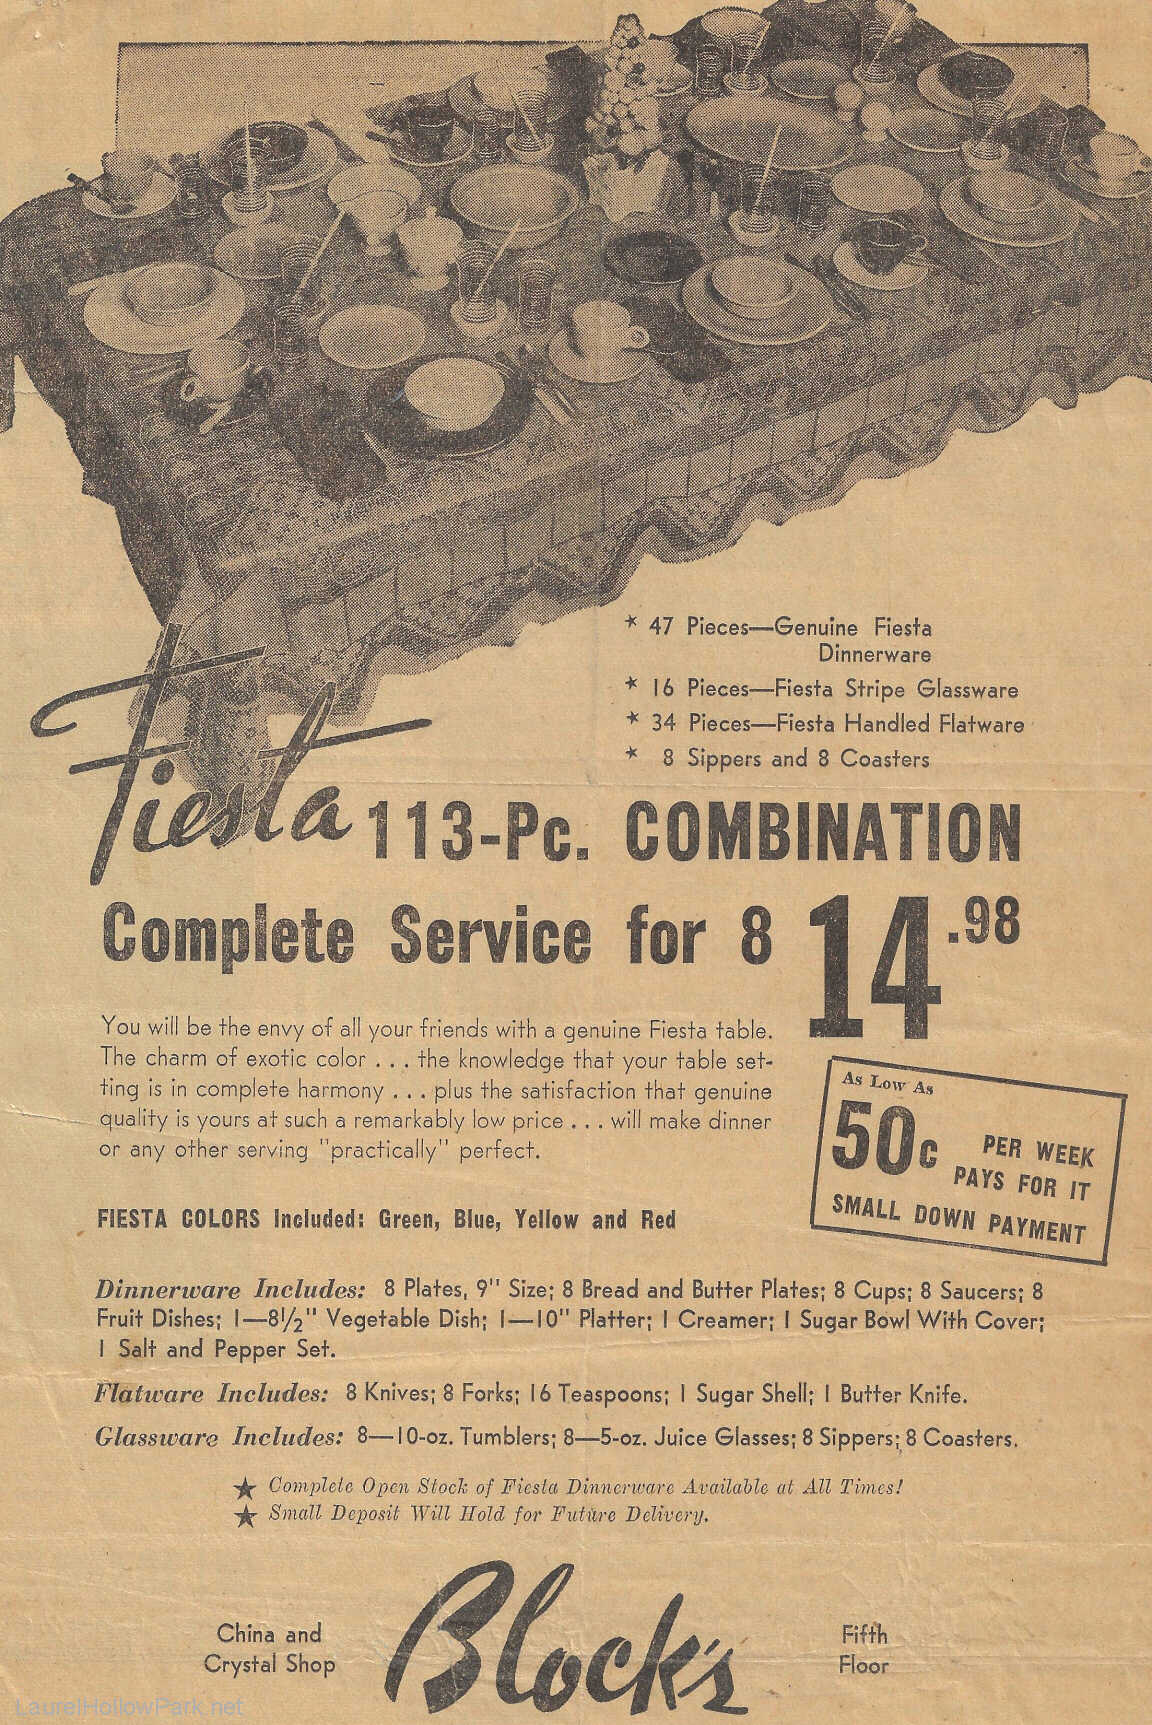 ★ 47 Pieces—Genuine Fiesta
Dinnerware
★ 16 Pieces—Fiesta Stripe Glassware
★ 34 Pieces—Fiesta Handled Flatware
★ 8 Sippers and 8 Coasters
Fiesta 113-Pc. COMBINATION
Complete Service for 8 14.98
You will be the envy of all your friends with a genuine Fiesta table.
The charm of exotic color . . . the knowledge that your table set-
ting is in complete harmony . . . plus the satisfaction that genuine
quality is yours at such a remarkably low price . . . will make dinner
or any other serving "practically" perfect.
As Low As
50c PER WEEK
PAYS FOR IT
SMALL DOWN PAYMENT
FIESTA COLORS Included: Green, Blue, Yellow and Red
Dinnerware Includes: 8 Plates, 9" Size; 8 Bread and Butter Plates; 8 Cups; 8 Saucers; 8
Fruit Dishes; 1—8½" Vegetable Dish; 1—10" Platter; 1 Creamer; 1 Sugar Bowl With Cover;
1 Salt and Pepper Set.
Flatware Includes: 8 Knives; 8 Forks; 16 Teaspoons; 1 Sugar Shell; 1 Butter Knife.
Glassware Includes: 8—10-oz. Tumblers; 8—5-oz. Juice Glasses; 8 Sippers; 8 Coasters.
★ Complete Open Stock of Fiesta Dinnerware Available at All Times!
★ Small Deposit Will Hold for Future Delivery.
China and
Crystal Shop
Block's
Fifth
Floor
LaurelHollowPark.net